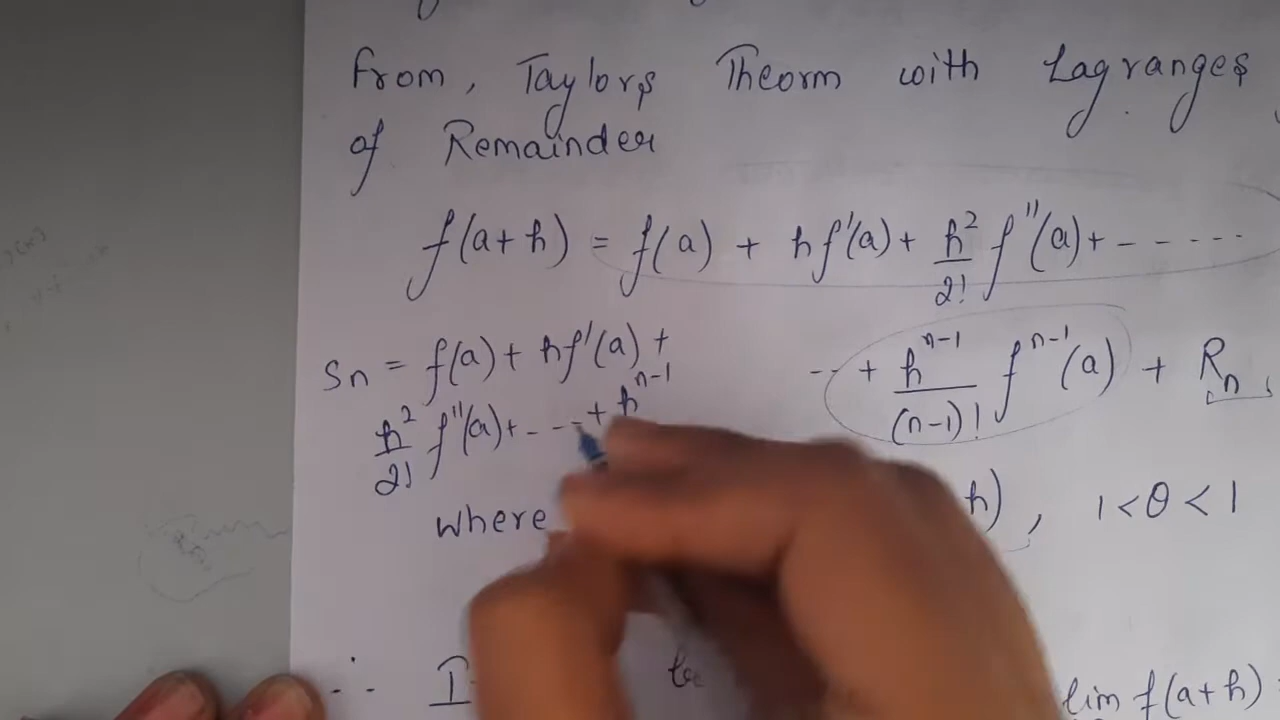 From, Taylors Theorm with Lagranges
of Remainder
f(a+h) = f(a) + hf'(a) + h²/2! f''(a) + - - - - -
-- + h^(n-1)/(n-1)! f^(n-1)(a) + Rn
Sn = f(a) + hf'(a) +
h²/2! f''(a) + - - - + h^(n-1)
where h) , 1 < θ < 1
∴ lim f(a+h)